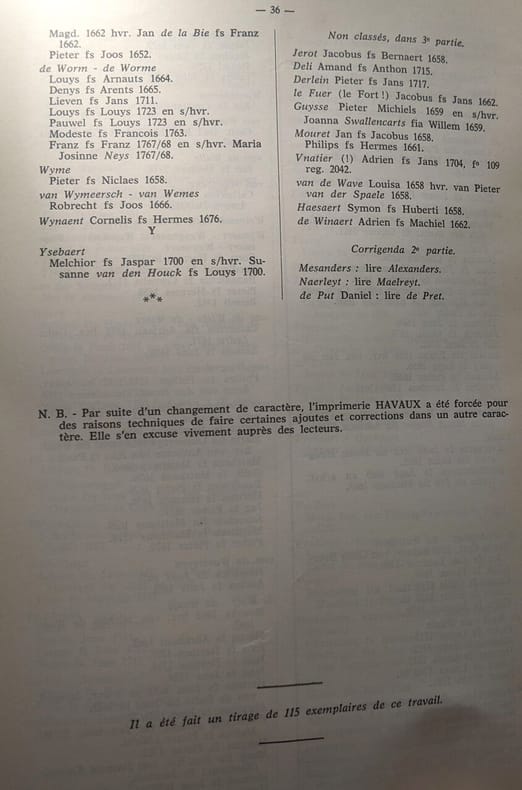 — 36 —
Magd. 1662 hvr. Jan de la Bie fs Franz
1662.
Pieter fs Joos 1652.
de Worm - de Worme
Louys fs Arnauts 1664.
Denys fs Arents 1665.
Lieven fs Jans 1711.
Louys fs Louys 1723 en s/hvr.
Pauwel fs Louys 1723 en s/hvr.
Modeste fs Francois 1763.
Franz fs Franz 1767/68 en s/hvr. Maria
Josinne Neys 1767/68.
Wyme
Pieter fs Niclaes 1658.
van Wymeersch - van Wemes
Robrecht fs Joos 1666.
Wynaent Cornelis fs Hermes 1676.
Y
Ysebaert
Melchior fs Jaspar 1700 en s/hvr. Su-
sanne van den Houck fs Louys 1700.
***
Non classés, dans 3e partie.
Jerot Jacobus fs Bernaert 1658.
Deli Amand fs Anthon 1715.
Derlein Pieter fs Jans 1717.
le Fuer (le Fort !) Jacobus fs Jans 1662.
Guysse Pieter Michiels 1659 en s/hvr.
Joanna Swallencarts fia Willem 1659.
Mouret Jan fs Jacobus 1658.
Philips fs Hermes 1661.
Vnatier (!) Adrien fs Jans 1704, fo 109
reg. 2042.
van de Wave Louisa 1658 hvr. van Pieter
van der Spaele 1658.
Haesaert Symon fs Huberti 1658.
de Winaert Adrien fs Machiel 1662.
Corrigenda 2e partie.
Mesanders : lire Alexanders.
Naerleyt : lire Maelreyt.
de Put Daniel : lire de Pret.
N. B. - Par suite d'un changement de caractère, l'imprimerie HAVAUX a été forcée pour
des raisons techniques de faire certaines ajoutes et corrections dans un autre carac-
tère. Elle s'en excuse vivement auprès des lecteurs.
Il a été fait un tirage de 115 exemplaires de ce travail.